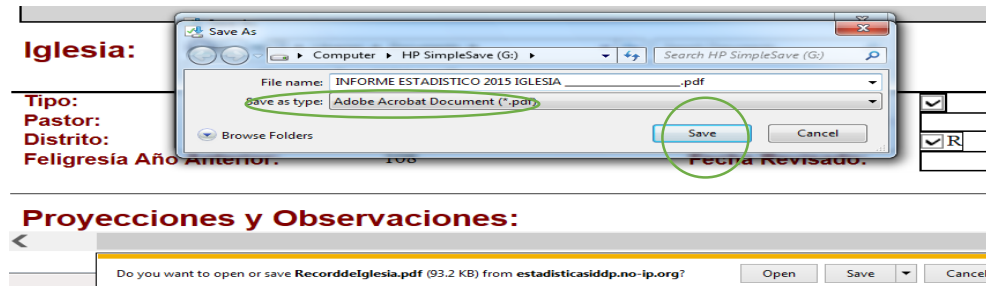 Save As
Iglesia:
Computer ▸ HP SimpleSave (G:) ▸
Search HP SimpleSave (G:)
File name: INFORME ESTADISTICO 2015 IGLESIA ____________________.pdf
Save as type: Adobe Acrobat Document (*.pdf)
Tipo:
Pastor:
Browse Folders Save Cancel
Distrito: R
Feligresía Año Anterior: 108 Fecha Revisado:
Proyecciones y Observaciones:
Do you want to open or save RecorddeIglesia.pdf (93.2 KB) from estadisticasiddp.no-ip.org? Open Save Cancel